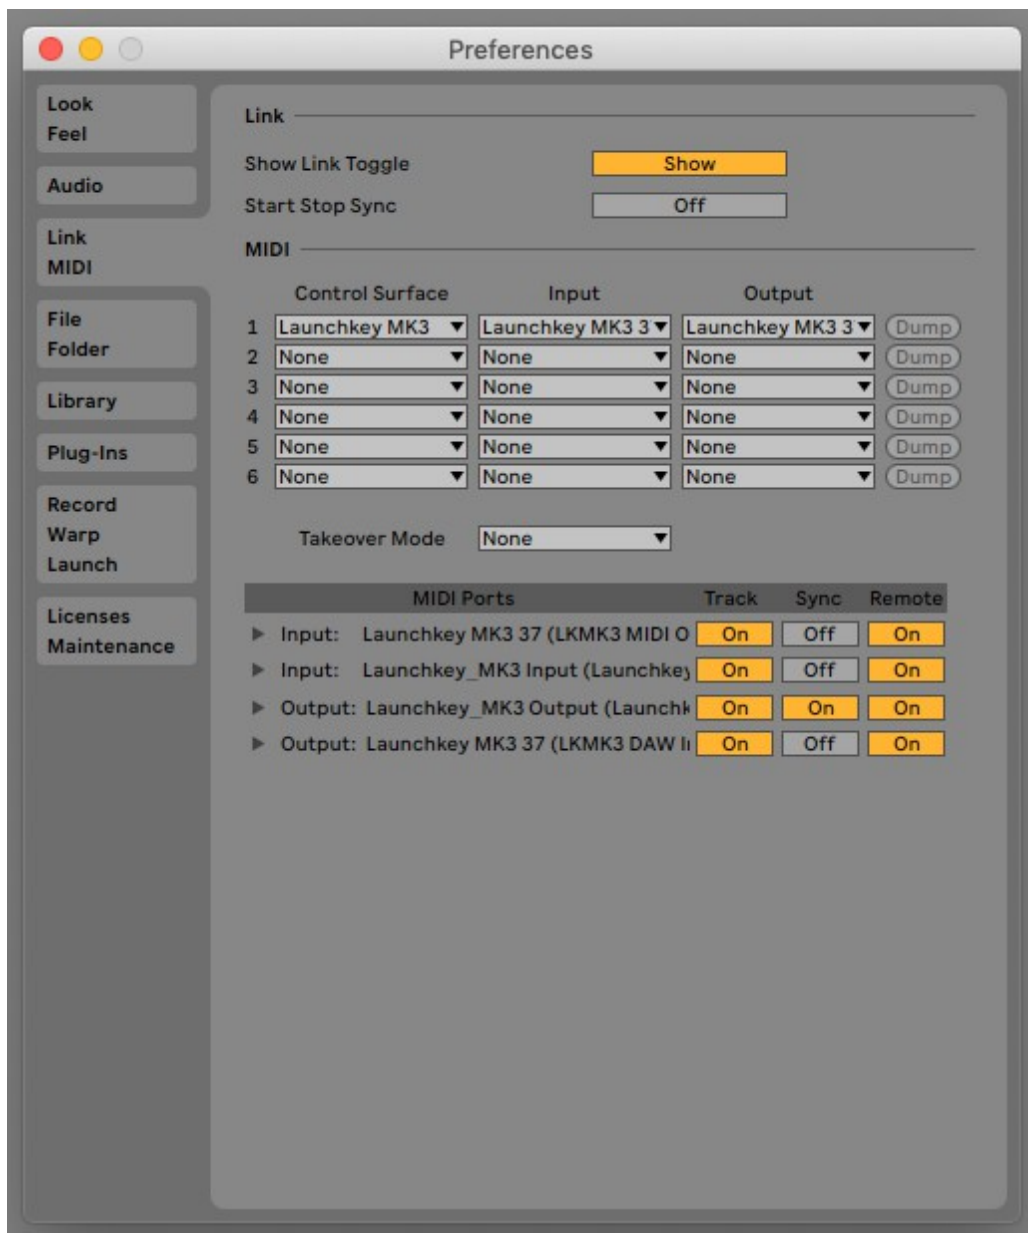 Preferences
Look
Feel
Audio
Link
MIDI
File
Folder
Library
Plug-Ins
Record
Warp
Launch
Licenses
Maintenance
Link
Show Link Toggle Show
Start Stop Sync Off
MIDI
Control Surface Input Output
1 Launchkey MK3 Launchkey MK3 3 Launchkey MK3 3 Dump
2 None None None Dump
3 None None None Dump
4 None None None Dump
5 None None None Dump
6 None None None Dump
Takeover Mode None
MIDI Ports Track Sync Remote
Input: Launchkey MK3 37 (LKMK3 MIDI O On Off On
Input: Launchkey_MK3 Input (Launchkey On Off On
Output: Launchkey_MK3 Output (Launchk On On On
Output: Launchkey MK3 37 (LKMK3 DAW I On Off On